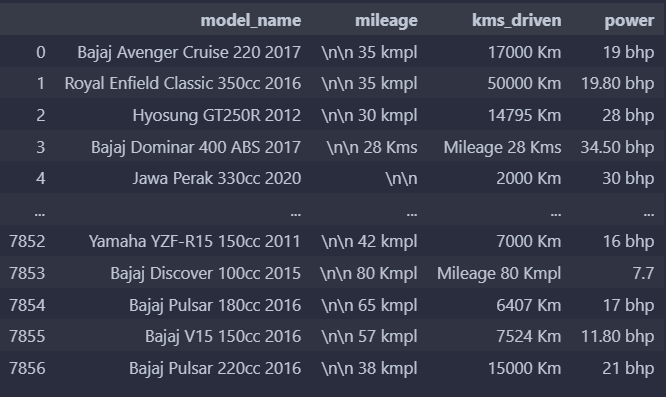 model_name mileage kms_driven power
0 Bajaj Avenger Cruise 220 2017 \n\n 35 kmpl 17000 Km 19 bhp
1 Royal Enfield Classic 350cc 2016 \n\n 35 kmpl 50000 Km 19.80 bhp
2 Hyosung GT250R 2012 \n\n 30 kmpl 14795 Km 28 bhp
3 Bajaj Dominar 400 ABS 2017 \n\n 28 Kms Mileage 28 Kms 34.50 bhp
4 Jawa Perak 330cc 2020 \n\n 2000 Km 30 bhp
... ... ... ... ...
7852 Yamaha YZF-R15 150cc 2011 \n\n 42 kmpl 7000 Km 16 bhp
7853 Bajaj Discover 100cc 2015 \n\n 80 Kmpl Mileage 80 Kmpl 7.7
7854 Bajaj Pulsar 180cc 2016 \n\n 65 kmpl 6407 Km 17 bhp
7855 Bajaj V15 150cc 2016 \n\n 57 kmpl 7524 Km 11.80 bhp
7856 Bajaj Pulsar 220cc 2016 \n\n 38 kmpl 15000 Km 21 bhp